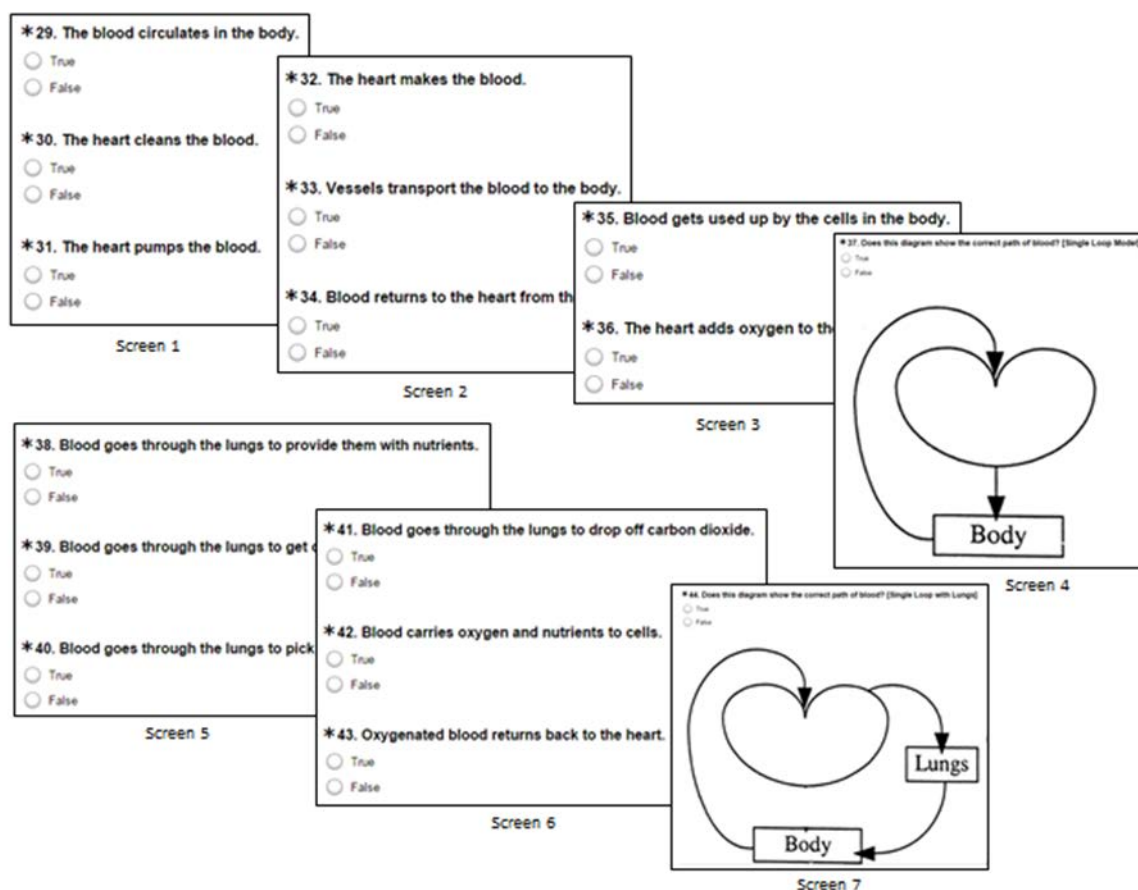 *29. The blood circulates in the body.
True
False
*30. The heart cleans the blood.
True
False
*31. The heart pumps the blood.
True
False
Screen 1
*32. The heart makes the blood.
True
False
*33. Vessels transport the blood to the body.
True
False
*34. Blood returns to the heart from th
True
False
Screen 2
*35. Blood gets used up by the cells in the body.
True
False
*36. The heart adds oxygen to th
True
False
Screen 3
*37. Does this diagram show the correct path of blood? [Single Loop Model]
True
False
Body
Screen 4
*38. Blood goes through the lungs to provide them with nutrients.
True
False
*39. Blood goes through the lungs to get
True
False
*40. Blood goes through the lungs to pick
True
False
Screen 5
*41. Blood goes through the lungs to drop off carbon dioxide.
True
False
*42. Blood carries oxygen and nutrients to cells.
True
False
*43. Oxygenated blood returns back to the heart.
True
False
Screen 6
*44. Does this diagram show the correct path of blood? [Single Loop with Lungs]
True
False
Lungs
Body
Screen 7